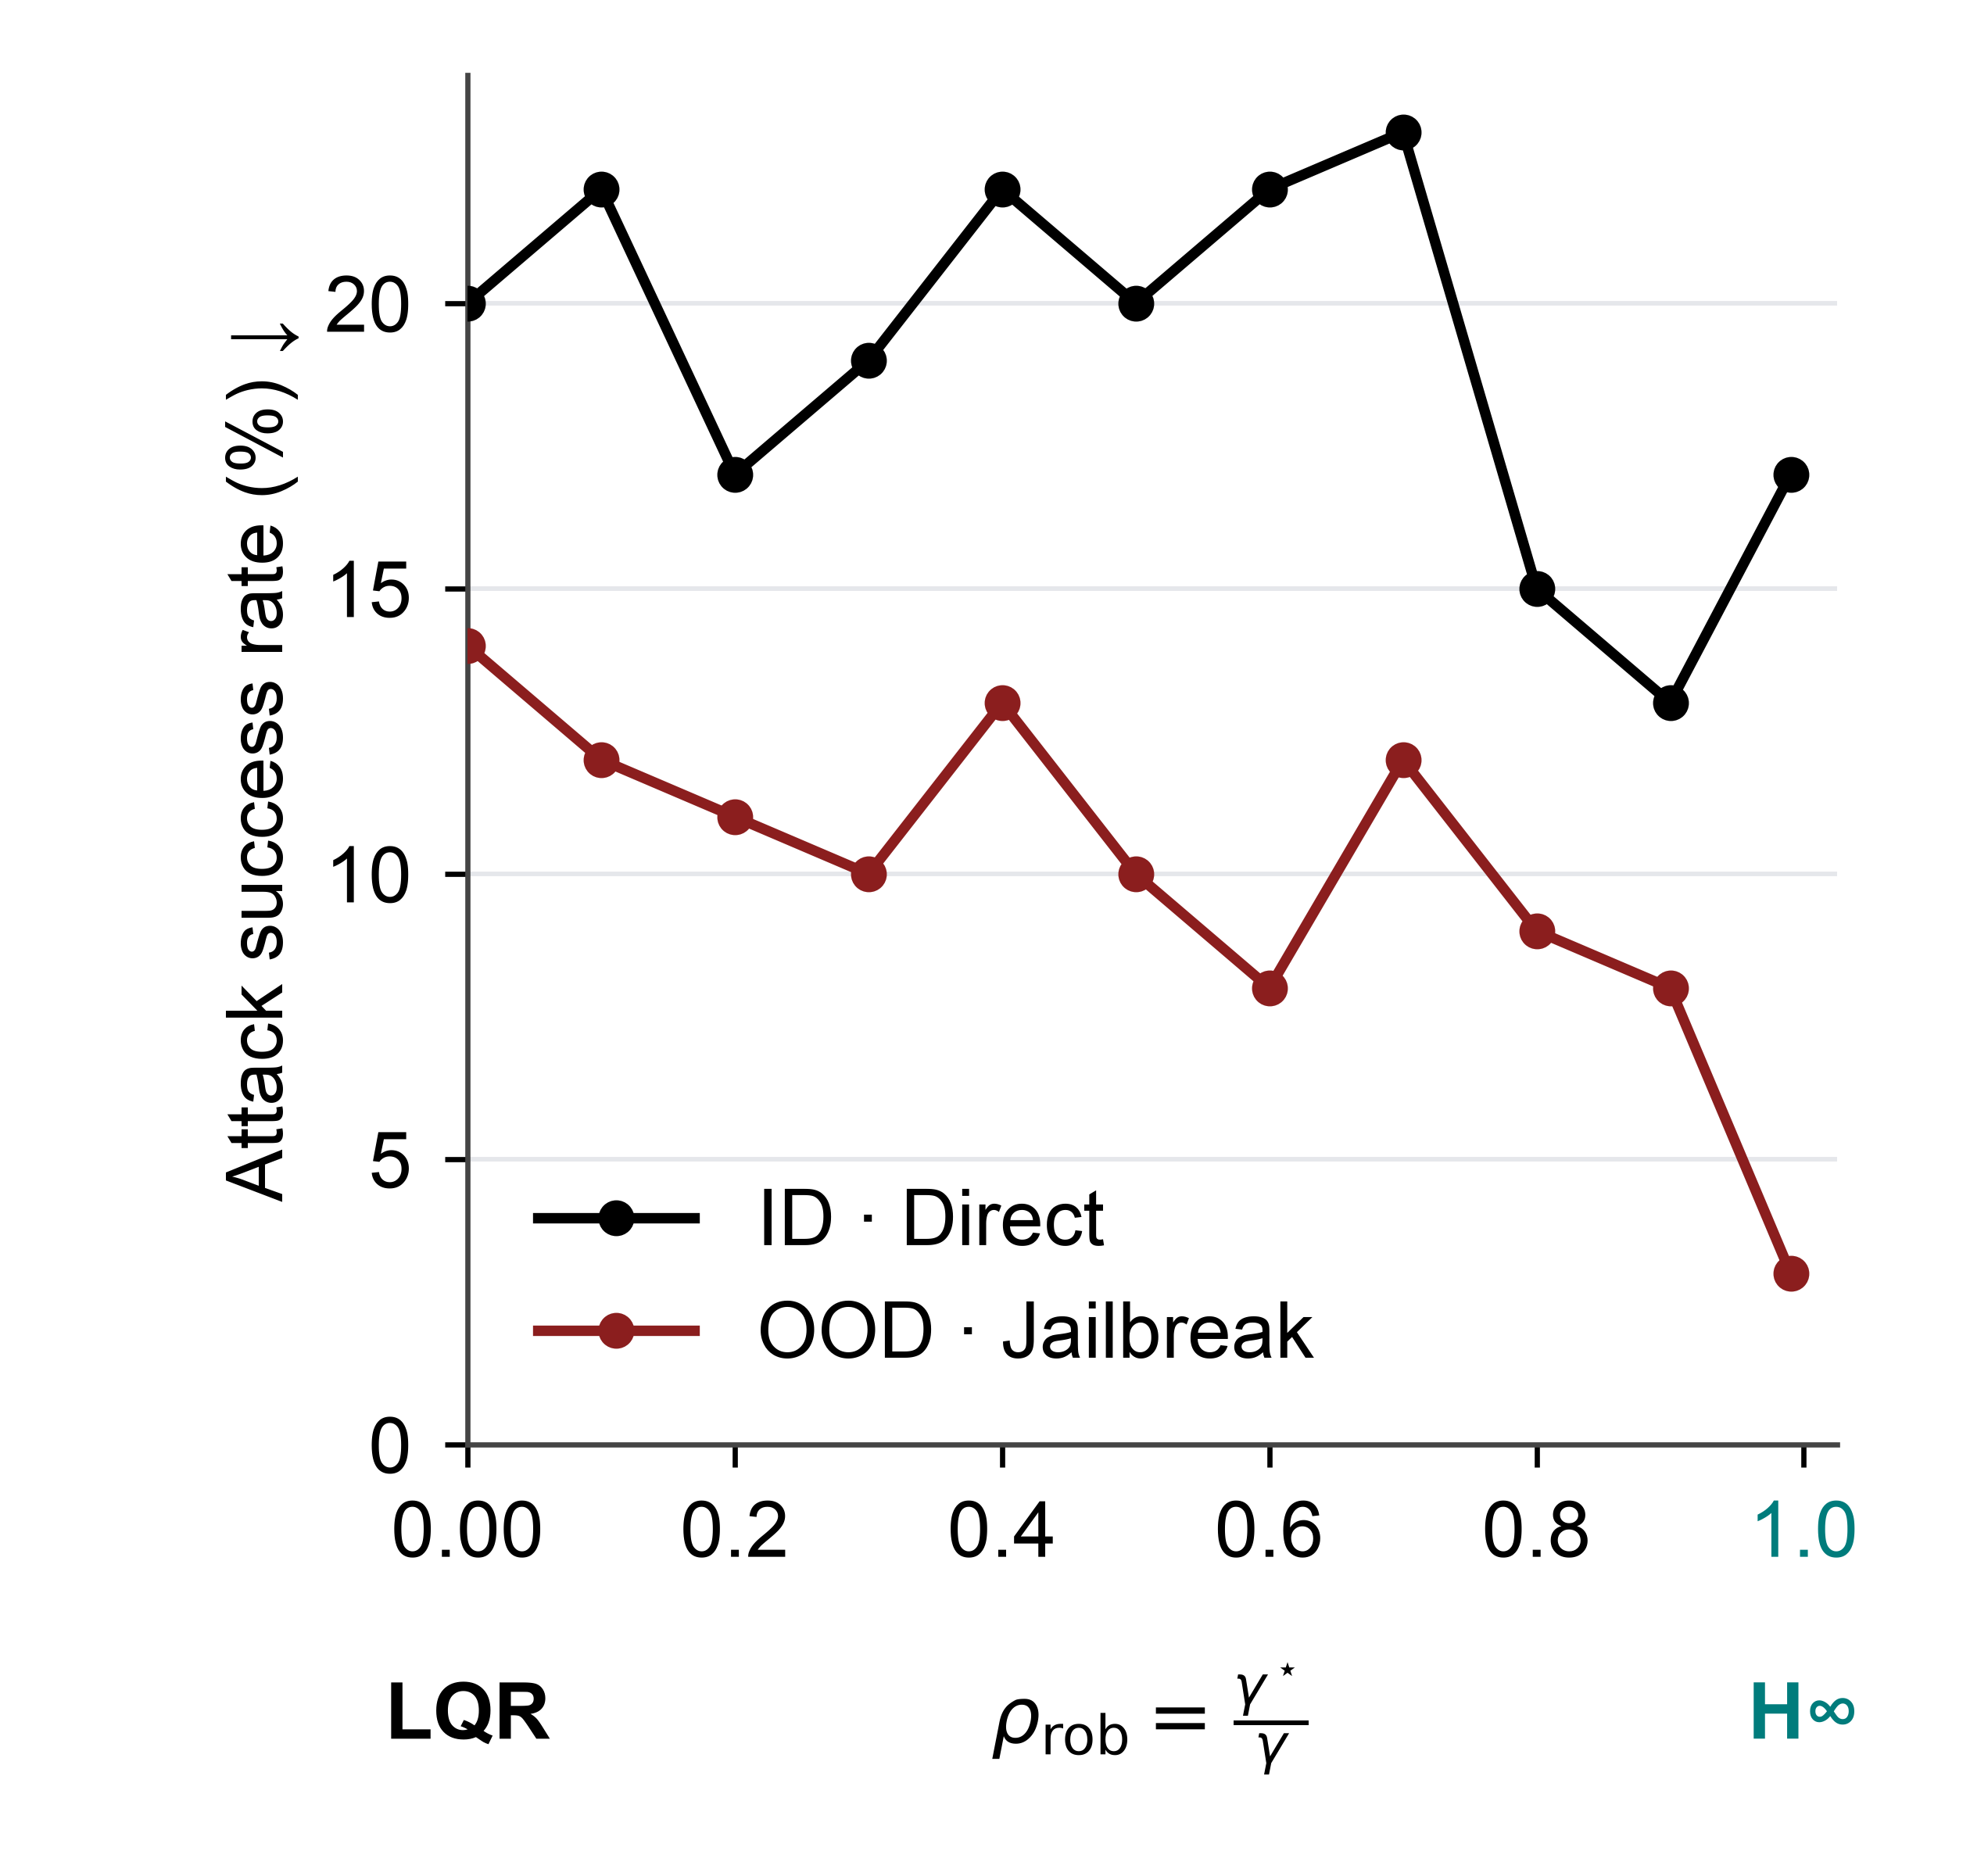 Attack success rate (%) ↓
20
15
10
5
0
ID · Direct
OOD · Jailbreak
0.00 0.2 0.4 0.6 0.8 1.0
LQR ρrob = γ⋆/γ H∞